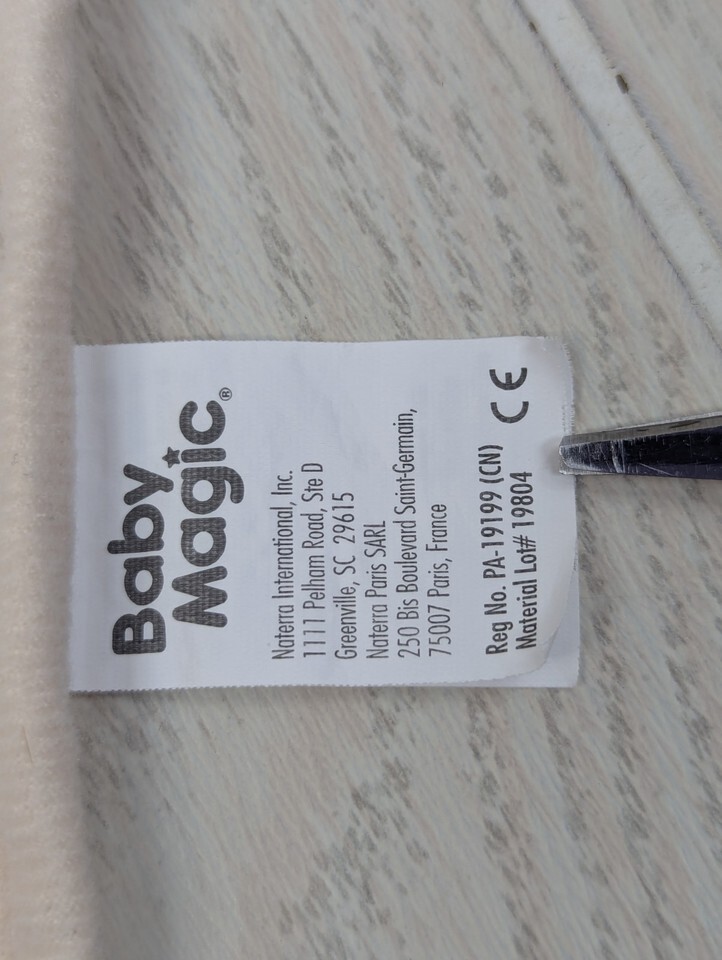 Baby
Magic®
Naterra International, Inc.
1111 Pelham Road, Ste D
Greenville, SC 29615
Naterra Paris SARL
250 Bis Boulevard Saint-Germain,
75007 Paris, France
Reg No. PA-19199 (CN)
Material Lot# 19804
CE